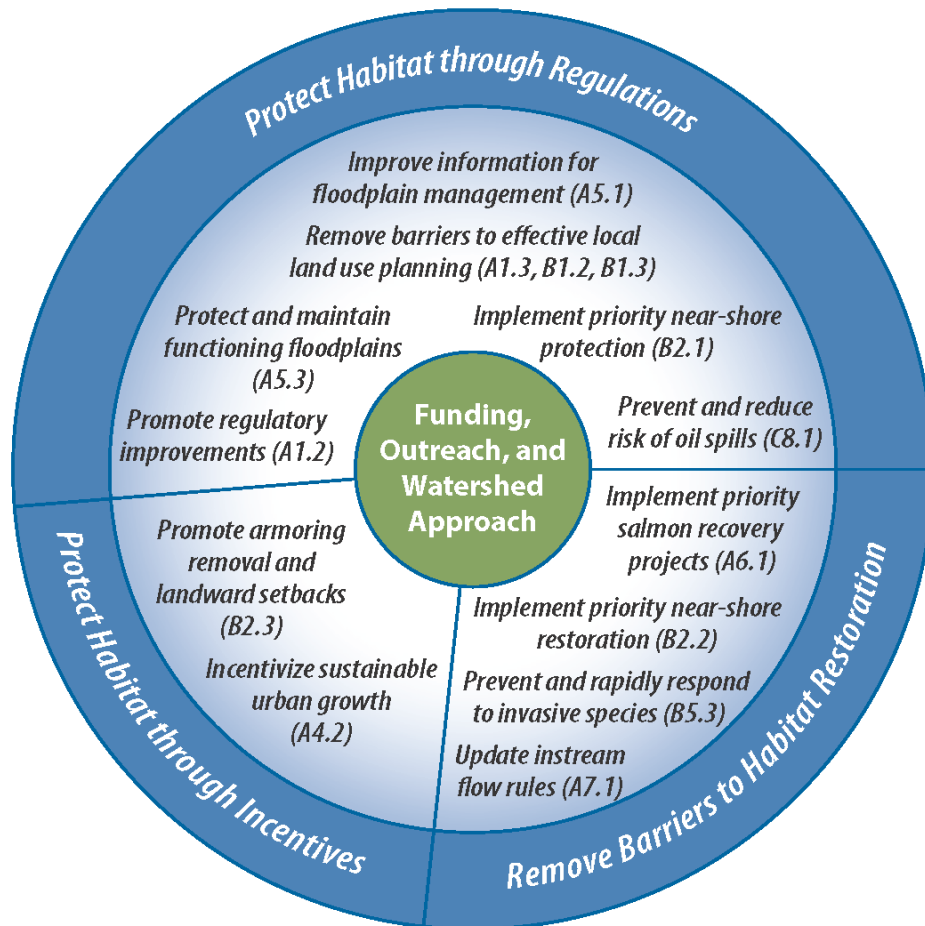 Protect Habitat through Regulations
Improve information for
floodplain management (A5.1)
Remove barriers to effective local
land use planning (A1.3, B1.2, B1.3)
Protect and maintain
functioning floodplains
(A5.3)
Implement priority near-shore
protection (B2.1)
Promote regulatory
improvements (A1.2)
Prevent and reduce
risk of oil spills (C8.1)
Funding,
Outreach, and
Watershed
Approach
Promote armoring
removal and
landward setbacks
(B2.3)
Incentivize sustainable
urban growth
(A4.2)
Protect Habitat through Incentives
Implement priority
salmon recovery
projects (A6.1)
Implement priority near-shore
restoration (B2.2)
Prevent and rapidly respond
to invasive species (B5.3)
Update instream
flow rules (A7.1)
Remove Barriers to Habitat Restoration